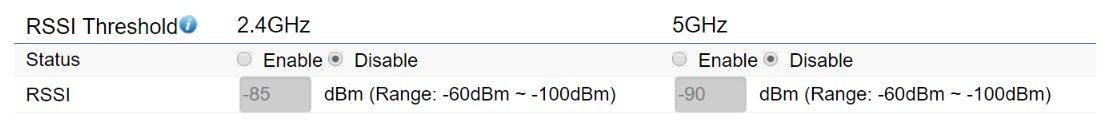 RSSI Threshold 2.4GHz 5GHz
Status Enable Disable Enable Disable
RSSI -85 dBm (Range: -60dBm ~ -100dBm) -90 dBm (Range: -60dBm ~ -100dBm)